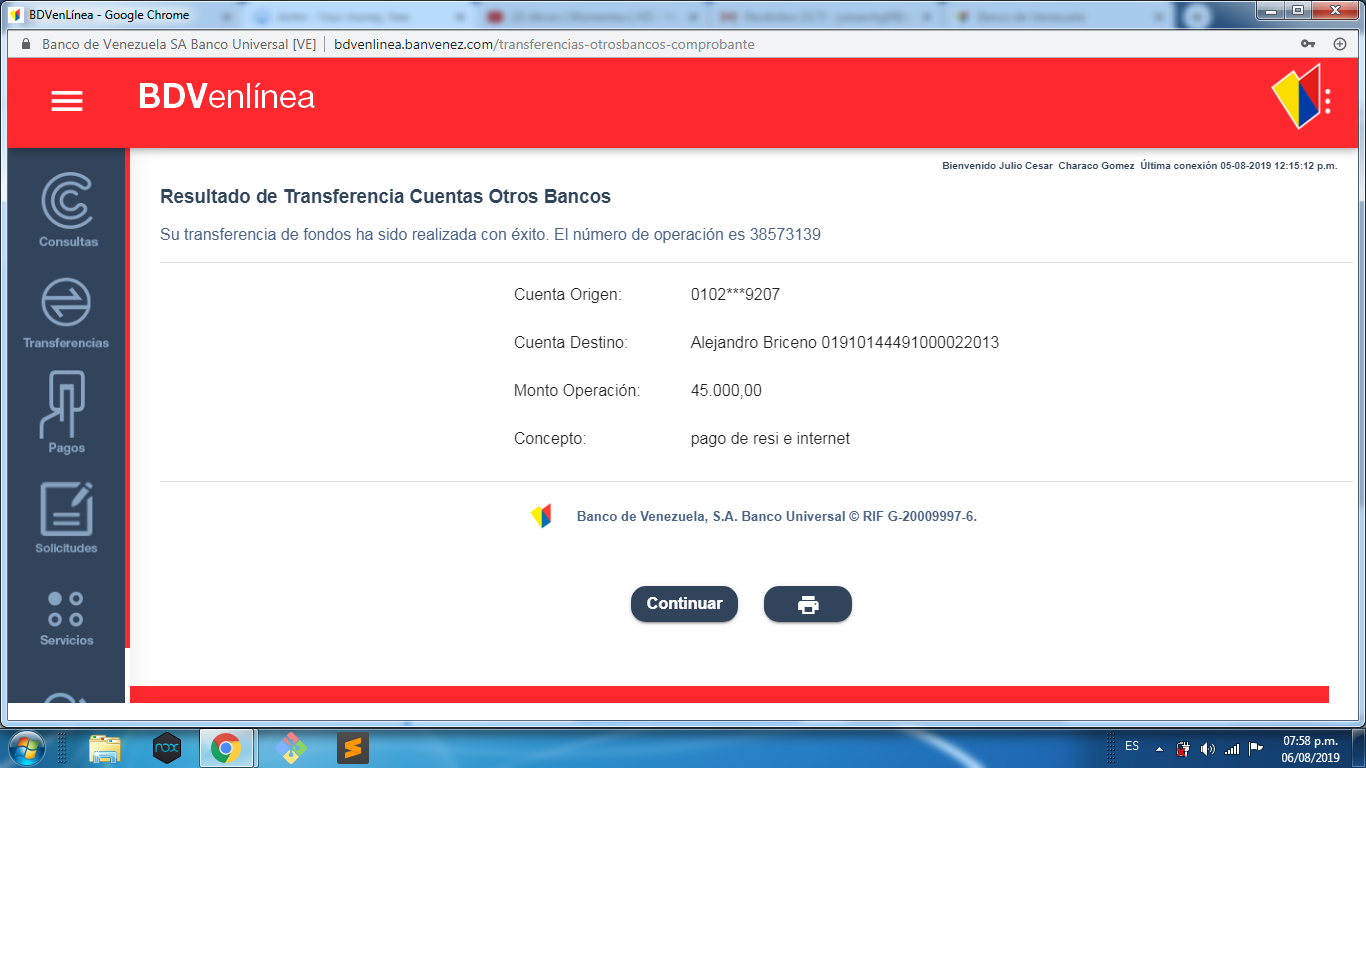 BDVenLínea - Google Chrome
Banco de Venezuela SA Banco Universal [VE] | bdvenlinea.banvenez.com/transferencias-otrosbancos-comprobante
BDVenlínea
Bienvenido Julio Cesar Characo Gomez Última conexión 05-08-2019 12:15:12 p.m.
Consultas
Transferencias
Pagos
Solicitudes
Servicios
Resultado de Transferencia Cuentas Otros Bancos
Su transferencia de fondos ha sido realizada con éxito. El número de operación es 38573139
Cuenta Origen: 0102***9207
Cuenta Destino: Alejandro Briceno 01910144491000022013
Monto Operación: 45.000,00
Concepto: pago de resi e internet
Banco de Venezuela, S.A. Banco Universal © RIF G-20009997-6.
Continuar
nox
ES
07:58 p.m.
06/08/2019